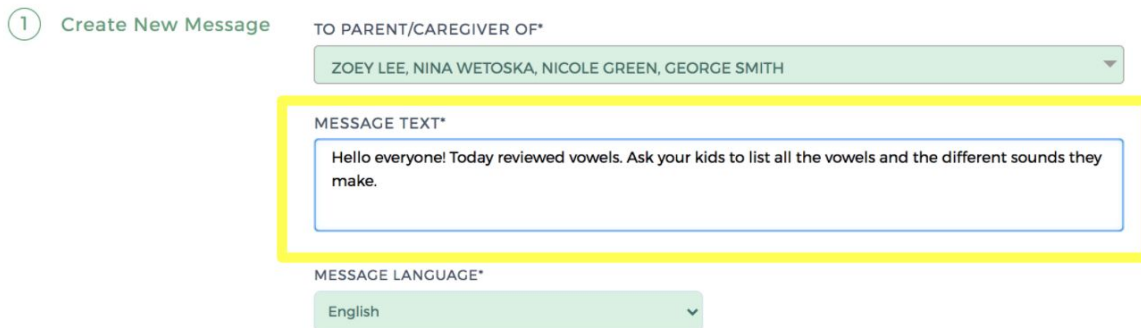 1 Create New Message
TO PARENT/CAREGIVER OF*
ZOEY LEE, NINA WETOSKA, NICOLE GREEN, GEORGE SMITH
MESSAGE TEXT*
Hello everyone! Today reviewed vowels. Ask your kids to list all the vowels and the different sounds they
make.
MESSAGE LANGUAGE*
English